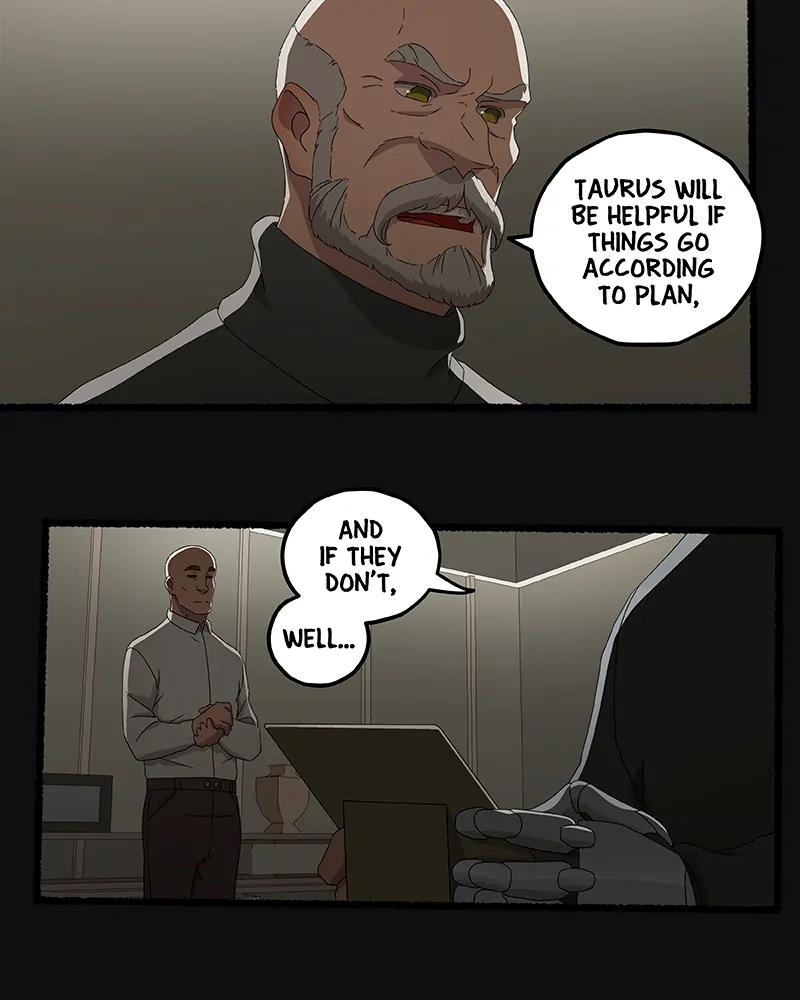 TAURUS WILL
BE HELPFUL IF
THINGS GO
ACCORDING
TO PLAN,
AND
IF THEY
DON'T,
WELL...